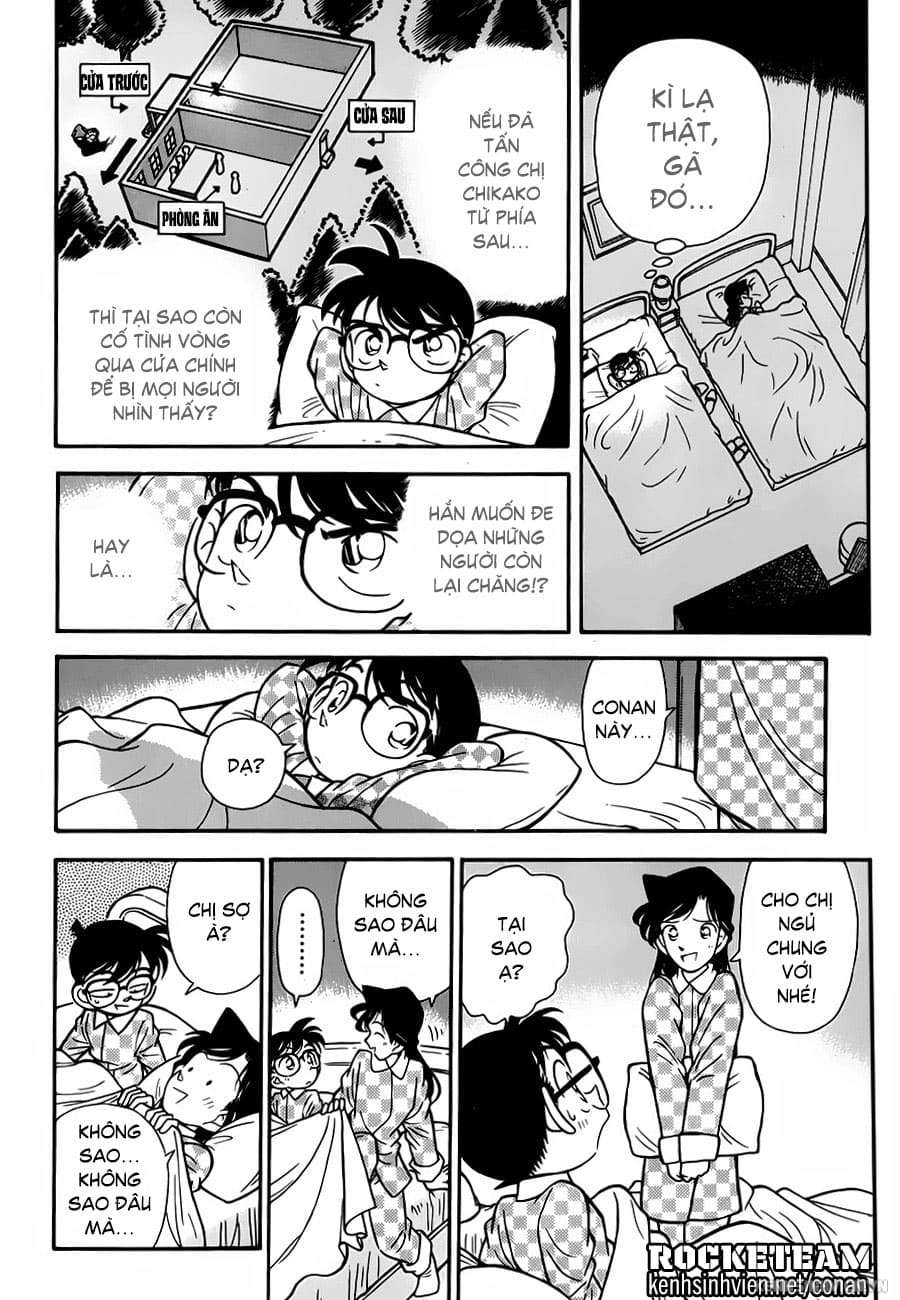 KÌ LẠ
THẬT,
GÃ
ĐÓ...
CỬA TRƯỚC
CỬA SAU
PHÒNG ĂN
NẾU ĐÃ
TẤN
CÔNG CHỊ
CHIKAKO
TỪ PHÍA
SAU...
THÌ TẠI SAO CÒN
CỐ TÌNH VÒNG
QUA CỬA CHÍNH
ĐỂ BỊ MỌI NGƯỜI
NHÌN THẤY?
HẮN MUỐN ĐE
DỌA NHỮNG
NGƯỜI CÒN
LẠI CHĂNG!?
HAY
LÀ...
CONAN
NÀY...
DẠ?
CHO CHỊ
NGỦ
CHUNG
VỚI
NHÉ!
TẠI
SAO
Ạ?
KHÔNG
SAO ĐÂU
MÀ...
.........
CHỊ SỢ
À?
KHÔNG
SAO...
KHÔNG
SAO ĐÂU
MÀ...
ROCKETEAM
kenhsinhvien.net/conan